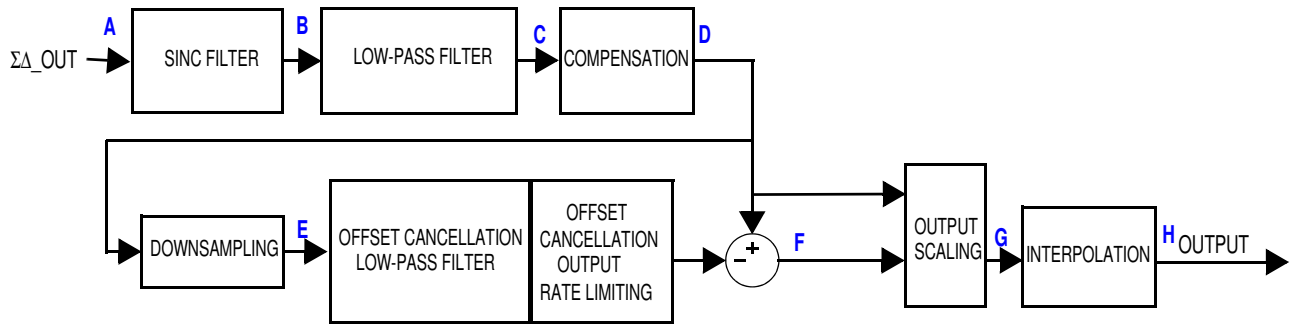 A
B
C
D
ΣΔ_OUT
SINC FILTER
LOW-PASS FILTER
COMPENSATION
DOWNSAMPLING
E
OFFSET CANCELLATION
LOW-PASS FILTER
OFFSET
CANCELLATION
OUTPUT
RATE LIMITING
+
−
F
OUTPUT
SCALING
G
INTERPOLATION
H
OUTPUT